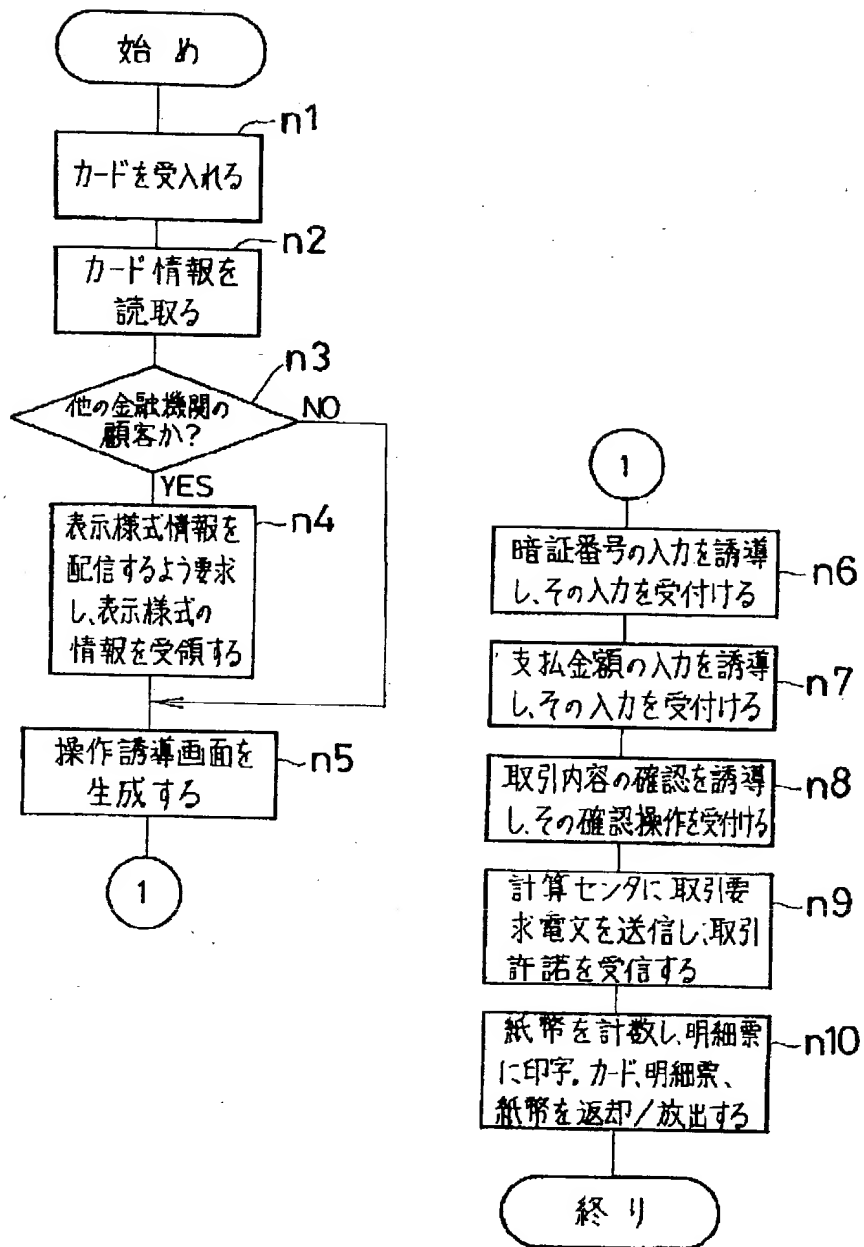 始め
n1
カードを受入れる
n2
カード情報を
読取る
n3
他の金融機関の
顧客か?
NO
YES
n4
表示様式情報を
配信するよう要求
し、表示様式の
情報を受領する
n5
操作誘導画面を
生成する
1
1
暗証番号の入力を誘導
し、その入力を受付ける
n6
支払金額の入力を誘導
し、その入力を受付ける
n7
取引内容の確認を誘導
し、その確認操作を受付ける
n8
計算センタに取引要
求電文を送信し、取引
許諾を受信する
n9
紙幣を計数し、明細票
に印字。カード、明細票、
紙幣を返却/放出する
n10
終り